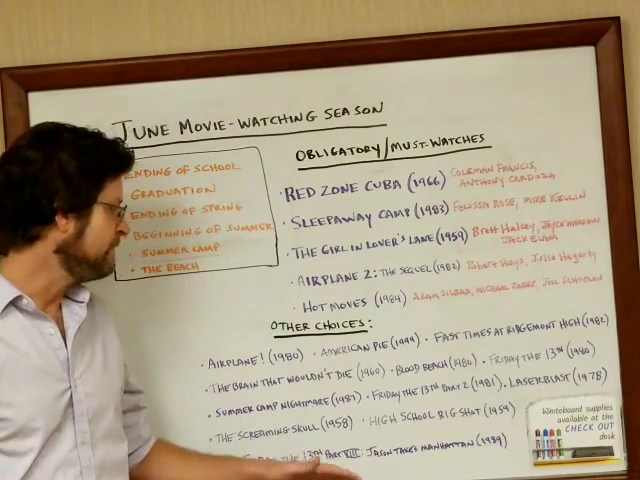 JUNE MOVIE-WATCHING SEASON
ENDING OF SCHOOL
GRADUATION
ENDING OF SPRING
BEGINNING OF SUMMER
• SUMMER CAMP
• THE BEACH
OBLIGATORY/MUST-WATCHES
• RED ZONE CUBA (1966) COLEMAN FRANCIS, ANTHONY CARDOZA
• SLEEPAWAY CAMP (1983) FELISSA ROSE, MIKE KELLIN
• THE GIRL IN LOVER'S LANE (1959) Brett Halsey, Joyce Meadows, JACK ELAM
• AIRPLANE 2: THE SEQUEL (1982) Robert Hays, Julie Hagerty
• HOT MOVES (1984) ADAM SILBAR, MICHAEL ZOREK, JILL SCHOELEN
OTHER CHOICES:
• AIRPLANE! (1980) • AMERICAN PIE (1999) • FAST TIMES AT RIDGEMONT HIGH (1982)
• THE BRAIN THAT WOULDN'T DIE (1960) • BLOOD BEACH (1980) • FRIDAY THE 13TH (1980)
• SUMMER CAMP NIGHTMARE (1987) • FRIDAY THE 13TH PART 2 (1981) • LASERBLAST (1978)
• THE SCREAMING SKULL (1958) • HIGH SCHOOL BIG SHOT (1959)
THE 13TH PART VIII: JASON TAKES MANHATTAN (1989)
Whiteboard supplies
available at the
CHECK OUT
desk